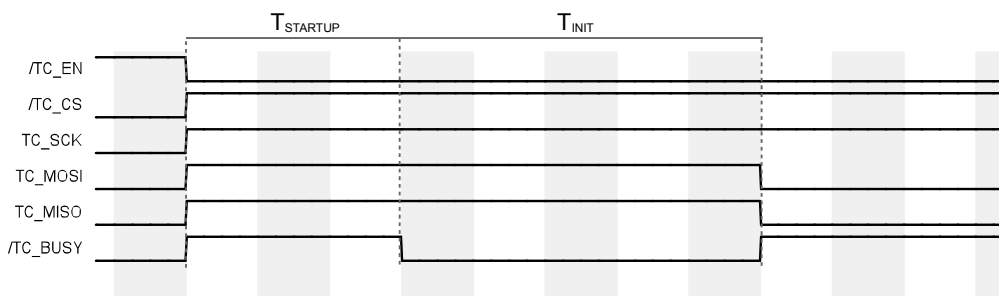 TSTARTUP TINIT
/TC_EN
/TC_CS
TC_SCK
TC_MOSI
TC_MISO
/TC_BUSY